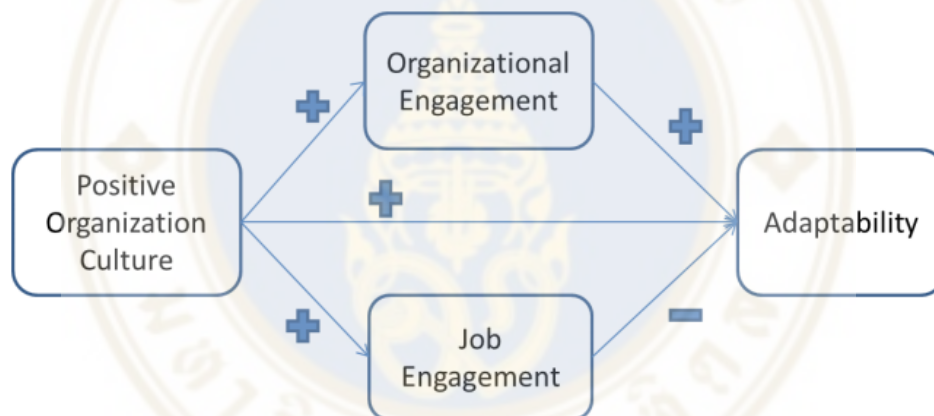 Organizational
Engagement
Positive
Organization
Culture
Adaptability
Job
Engagement